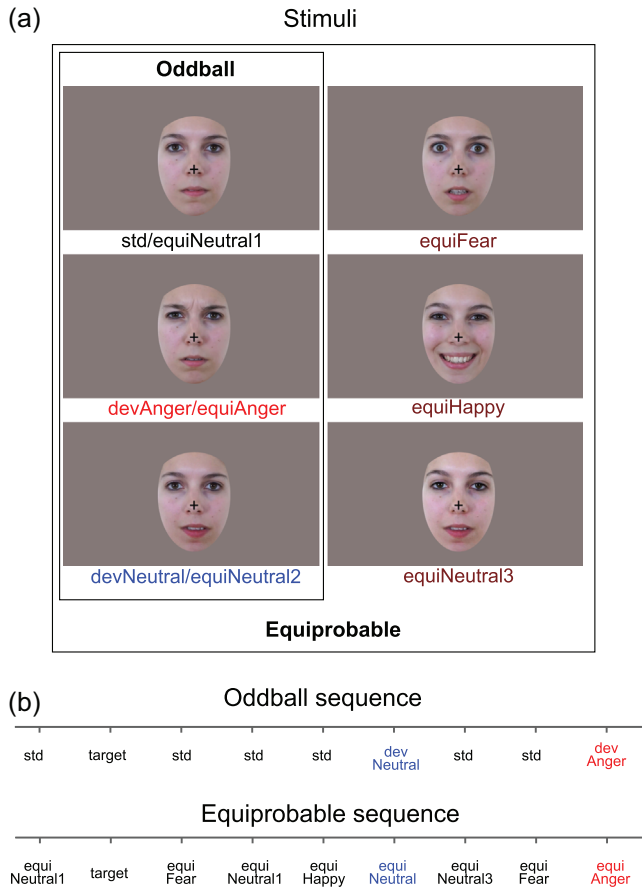 (a)
Stimuli
Oddball
std/equiNeutral1
equiFear
devAnger/equiAnger
equiHappy
devNeutral/equiNeutral2
equiNeutral3
Equiprobable
(b)
Oddball sequence
std target std std std dev Neutral std std dev Anger
Equiprobable sequence
equi Neutral1 target equi Fear equi Neutral1 equi Happy equi Neutral equi Neutral3 equi Fear equi Anger